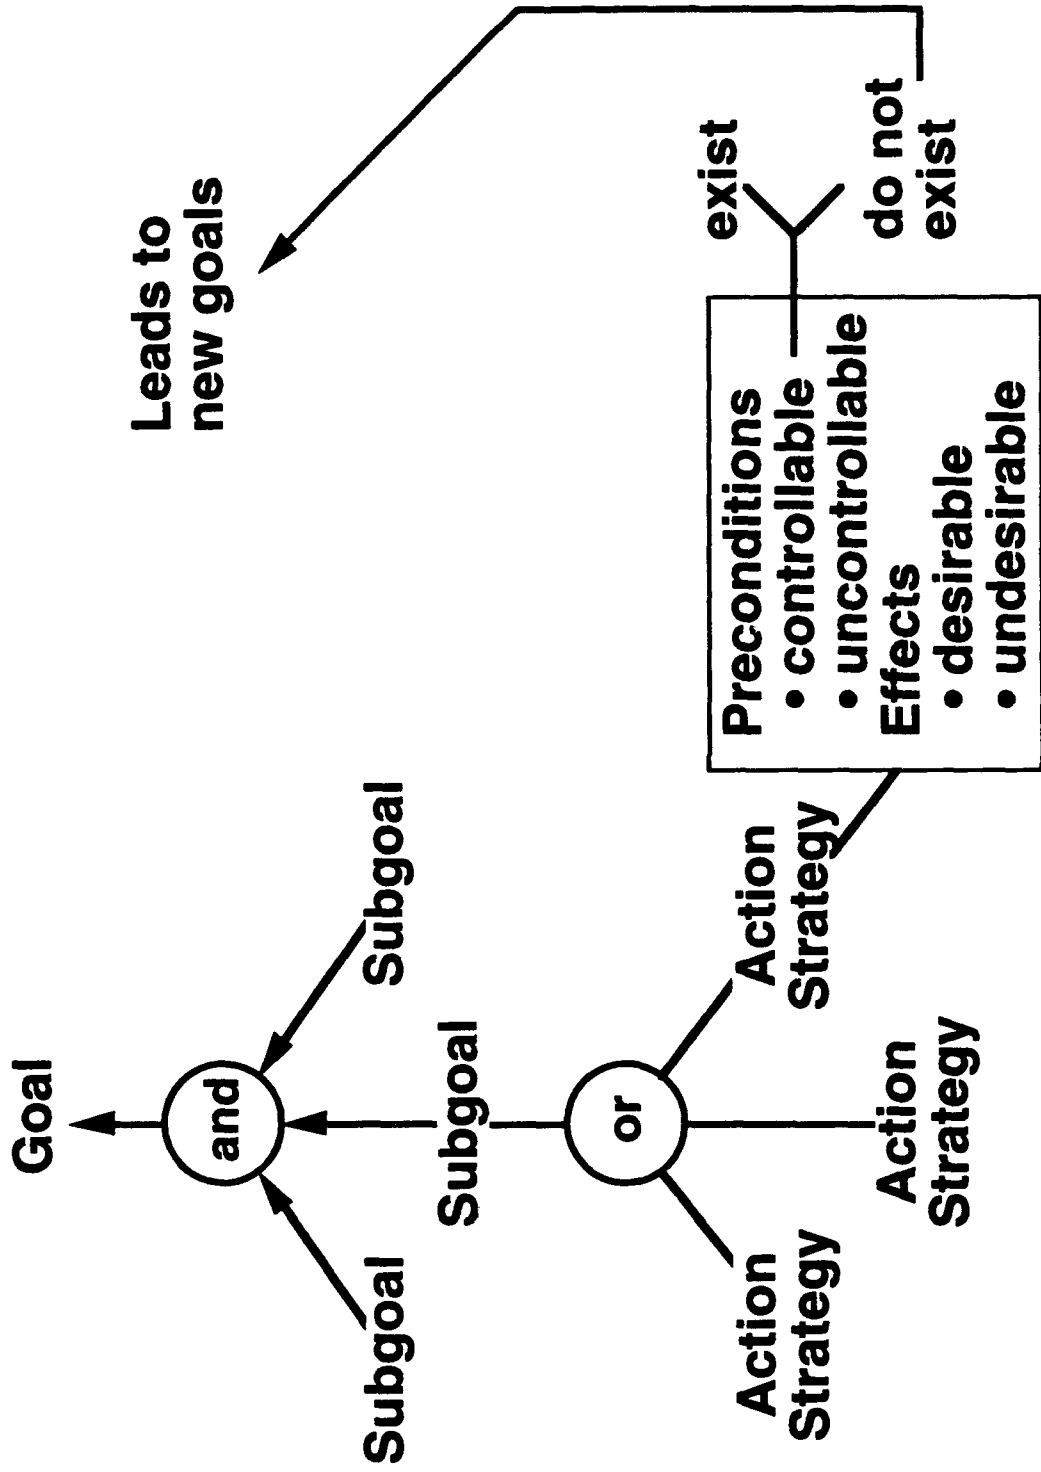 Goal
and
Subgoal
Subgoal
Subgoal
or
Action
Strategy
Action
Strategy
Action
Strategy
Preconditions
• controllable
• uncontrollable
Effects
• desirable
• undesirable
exist
do not
exist
Leads to
new goals